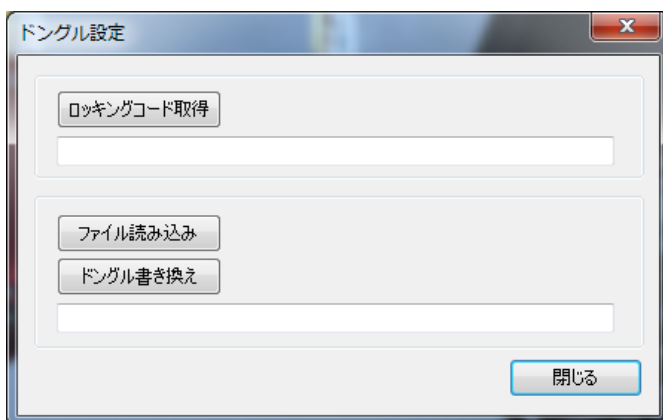 ドングル設定
ロッキングコード取得
ファイル読み込み
ドングル書き換え
閉じる